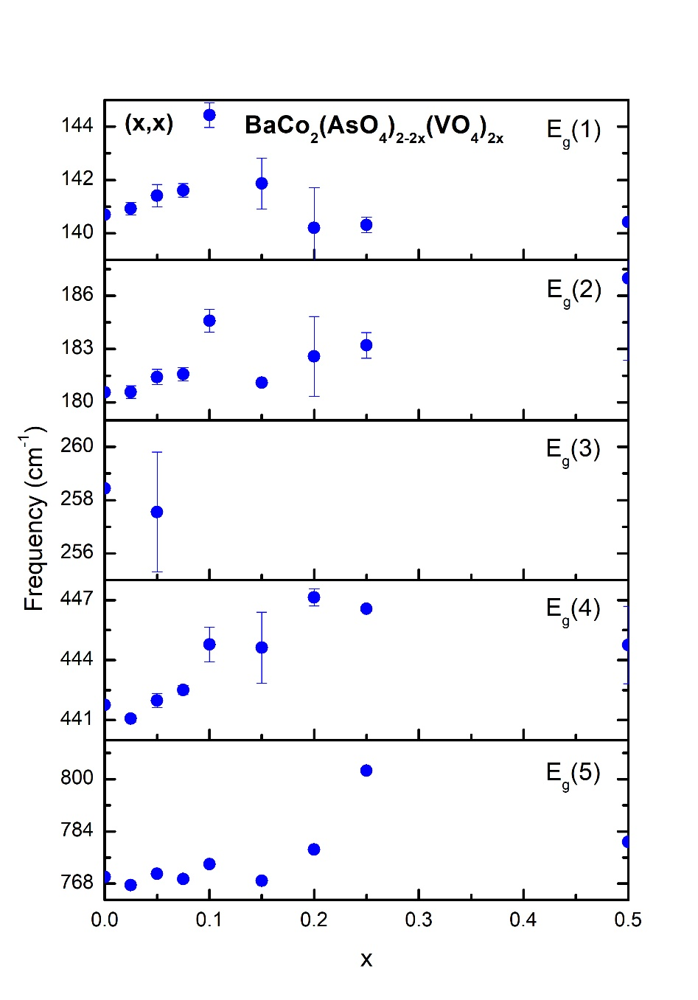 (x,x) BaCo2(AsO4)2-2x(VO4)2x Eg(1)
144
142
140
Eg(2)
186
183
180
Eg(3)
260
258
256
Eg(4)
447
444
441
Eg(5)
800
784
768
0.0 0.1 0.2 0.3 0.4 0.5
x
Frequency (cm-1)